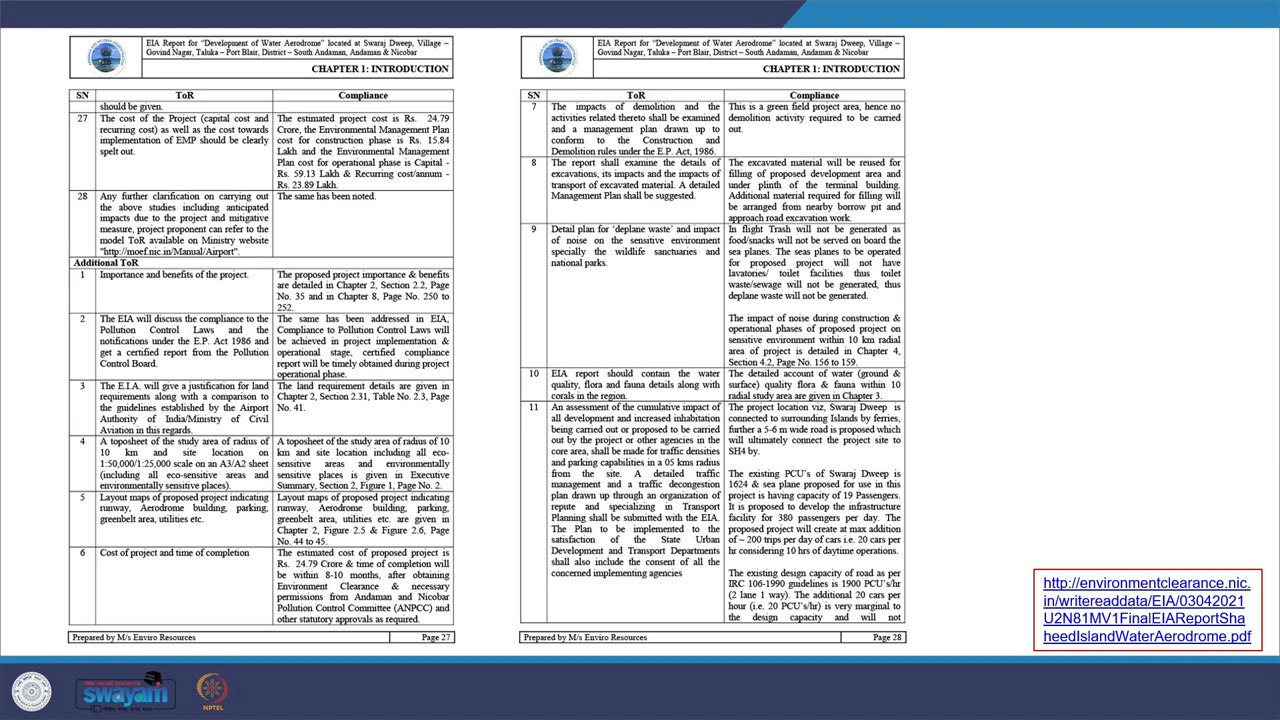 EIA Report for “Development of Water Aerodrome” located at Swaraj Dweep, Village –
Govind Nagar, Taluka – Port Blair, District – South Andaman, Andaman & Nicobar
CHAPTER 1: INTRODUCTION
SN ToR Compliance
should be given.
27 The cost of the Project (capital cost and
recurring cost) as well as the cost towards
implementation of EMP should be clearly
spelt out.
The estimated project cost is Rs. 24.79
Crore, the Environmental Management Plan
cost for construction phase is Rs. 15.84
Lakh and the Environmental Management
Plan cost for operational phase is Capital -
Rs. 59.13 Lakh & Recurring cost/annum -
Rs. 23.89 Lakh.
28 Any further clarification on carrying out
the above studies including anticipated
impacts due to the project and mitigative
measure, project proponent can refer to the
model ToR available on Ministry website
"http://moef.nic.in/Manual/Airport".
The same has been noted.
Additional ToR
1 Importance and benefits of the project.
The proposed project importance & benefits
are detailed in Chapter 2, Section 2.2, Page
No. 35 and in Chapter 8, Page No. 250 to
252.
2 The EIA will discuss the compliance to the
Pollution Control Laws and the
notifications under the E.P. Act 1986 and
get a certified report from the Pollution
Control Board.
The same has been addressed in EIA,
Compliance to Pollution Control Laws will
be achieved in project implementation &
operational stage, certified compliance
report will be timely obtained during project
operational phase.
3 The E.I.A. will give a justification for land
requirements along with a comparison to
the guidelines established by the Airport
Authority of India/Ministry of Civil
Aviation in this regards.
The land requirement details are given in
Chapter 2, Section 2.31, Table No. 2.3, Page
No. 41.
4 A toposheet of the study area of radius of
10 km and site location on
1:50,000/1:25,000 scale on an A3/A2 sheet
(including all eco-sensitive areas and
environmentally sensitive places).
A toposheet of the study area of radius of 10
km and site location including all eco-
sensitive areas and environmentally
sensitive places is given in Executive
Summary, Section 2, Figure 1, Page No. 2.
5 Layout maps of proposed project indicating
runway, Aerodrome building, parking,
greenbelt area, utilities etc.
Layout maps of proposed project indicating
runway, Aerodrome building, parking,
greenbelt area, utilities etc. are given in
Chapter 2, Figure 2.5 & Figure 2.6, Page
No. 44 to 45.
6 Cost of project and time of completion
The estimated cost of proposed project is
Rs. 24.79 Crore & time of completion will
be within 8-10 months, after obtaining
Environment Clearance & necessary
permissions from Andaman and Nicobar
Pollution Control Committee (ANPCC) and
other statutory approvals as required.
Prepared by M/s Enviro Resources Page 27
EIA Report for “Development of Water Aerodrome” located at Swaraj Dweep, Village –
Govind Nagar, Taluka – Port Blair, District – South Andaman, Andaman & Nicobar
CHAPTER 1: INTRODUCTION
SN ToR Compliance
7 The impacts of demolition and the
activities related thereto shall be examined
and a management plan drawn up to
conform to the Construction and
Demolition rules under the E.P. Act, 1986.
This is a green field project area, hence no
demolition activity required to be carried
out.
8 The report shall examine the details of
excavations, its impacts and the impacts of
transport of excavated material. A detailed
Management Plan shall be suggested.
The excavated material will be reused for
filling of proposed development area and
under plinth of the terminal building.
Additional material required for filling will
be arranged from nearby borrow pit and
approach road excavation work.
9 Detail plan for ‘deplane waste’ and impact
of noise on the sensitive environment
specially the wildlife sanctuaries and
national parks.
In flight Trash will not be generated as
food/snacks will not be served on board the
sea planes. The seas planes to be operated
for proposed project will not have
lavatories/ toilet facilities thus toilet
waste/sewage will not be generated, thus
deplane waste will not be generated.
The impact of noise during construction &
operational phases of proposed project on
sensitive environment within 10 km radial
area of project is detailed in Chapter 4,
Section 4.2, Page No. 156 to 159.
10 EIA report should contain the water
quality, flora and fauna details along with
corals in the region.
The detailed account of water (ground &
surface) quality flora & fauna within 10
radial study area are given in Chapter 3.
11 An assessment of the cumulative impact of
all development and increased inhabitation
being carried out or proposed to be carried
out by the project or other agencies in the
core area, shall be made for traffic densities
and parking capabilities in a 05 kms radius
from the site. A detailed traffic
management and a traffic decongestion
plan drawn up through an organization of
repute and specializing in Transport
Planning shall be submitted with the EIA.
The Plan to be implemented to the
satisfaction of the State Urban
Development and Transport Departments
shall also include the consent of all the
concerned implementing agencies
The project location viz, Swaraj Dweep is
connected to surrounding Islands by ferries,
further a 5-6 m wide road is proposed which
will ultimately connect the project site to
SH4 by.
The existing PCU's of Swaraj Dweep is
1624 & sea plane proposed for use in this
project is having capacity of 19 Passengers.
It is proposed to develop the infrastructure
facility for 380 passengers per day. The
proposed project will create at max addition
of ~ 200 trips per day of cars i.e. 20 cars per
hr considering 10 hrs of daytime operations.
The existing design capacity of road as per
IRC 106-1990 guidelines is 1900 PCU's/hr
(2 lane 1 way). The additional 20 cars per
hour (i.e. 20 PCU's/hr) is very marginal to
the design capacity and will not
Prepared by M/s Enviro Resources Page 28
http://environmentclearance.nic.
in/writereaddata/EIA/03042021
U2N81MV1FinalEIAReportSha
heedIslandWaterAerodrome.pdf
swayam
NPTEL